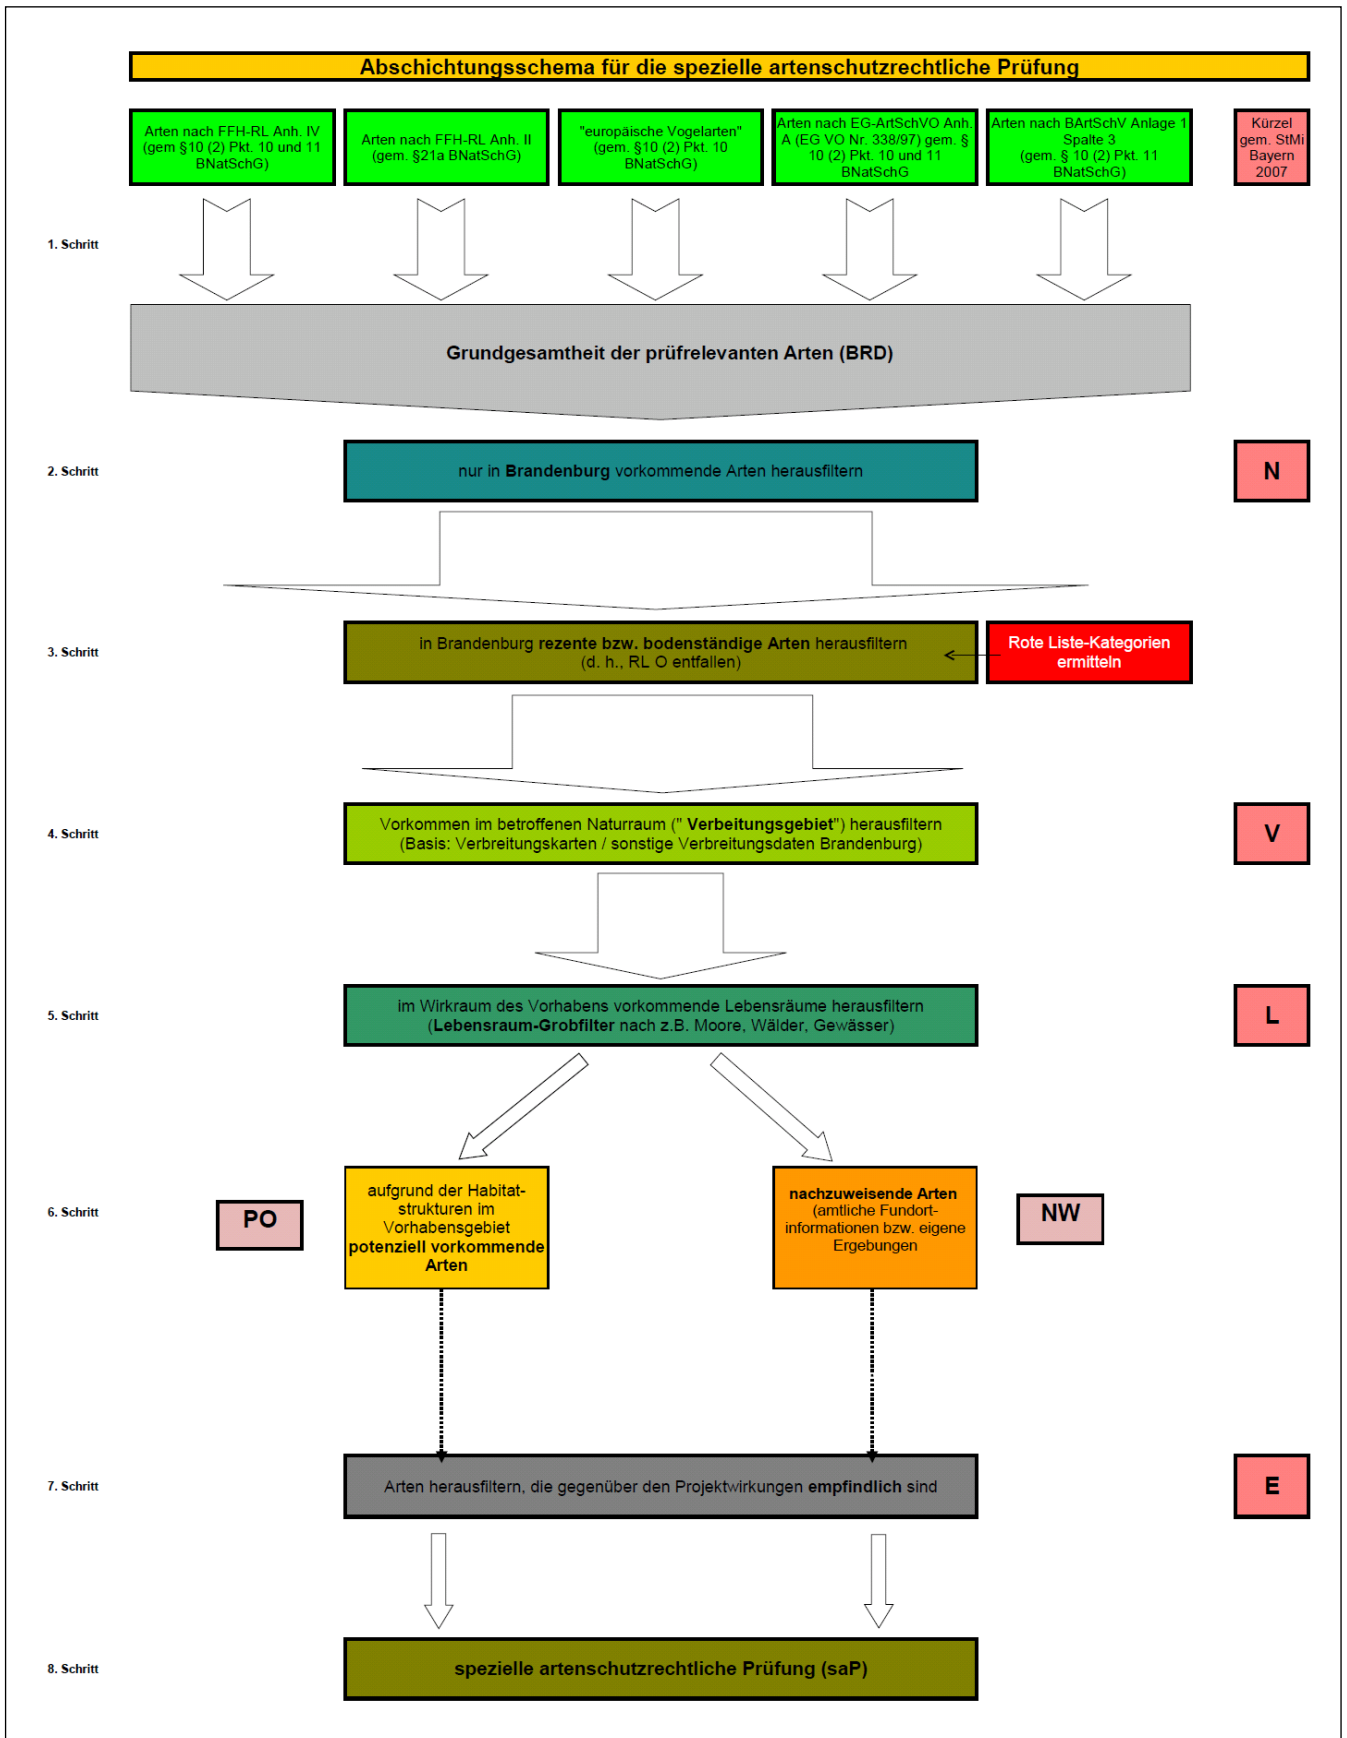 Abschichtungsschema für die spezielle artenschutzrechtliche Prüfung
Arten nach FFH-RL Anh. IV
(gem §10 (2) Pkt. 10 und 11
BNatSchG)
Arten nach FFH-RL Anh. II
(gem. §21a BNatSchG)
"europäische Vogelarten"
(gem. §10 (2) Pkt. 10
BNatSchG)
Arten nach EG-ArtSchVO Anh.
A (EG VO Nr. 338/97) gem. §
10 (2) Pkt. 10 und 11
BNatSchG
Arten nach BArtSchV Anlage 1
Spalte 3
(gem. § 10 (2) Pkt. 11
BNatSchG)
Kürzel
gem. StMi
Bayern
2007
1. Schritt
Grundgesamtheit der prüfrelevanten Arten (BRD)
2. Schritt
nur in Brandenburg vorkommende Arten herausfiltern
N
3. Schritt
in Brandenburg rezente bzw. bodenständige Arten herausfiltern
(d. h., RL O entfallen)
Rote Liste-Kategorien
ermitteln
4. Schritt
Vorkommen im betroffenen Naturraum (" Verbeitungsgebiet") herausfiltern
(Basis: Verbreitungskarten / sonstige Verbreitungsdaten Brandenburg)
V
5. Schritt
im Wirkraum des Vorhabens vorkommende Lebensräume herausfiltern
(Lebensraum-Grobfilter nach z.B. Moore, Wälder, Gewässer)
L
6. Schritt
PO
aufgrund der Habitat-
strukturen im
Vorhabensgebiet
potenziell vorkommende
Arten
nachzuweisende Arten
(amtliche Fundort-
informationen bzw. eigene
Ergebungen
NW
7. Schritt
Arten herausfiltern, die gegenüber den Projektwirkungen empfindlich sind
E
8. Schritt
spezielle artenschutzrechtliche Prüfung (saP)